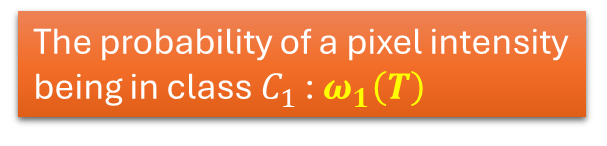 The probability of a pixel intensity
being in class C₁ : ω₁(T)